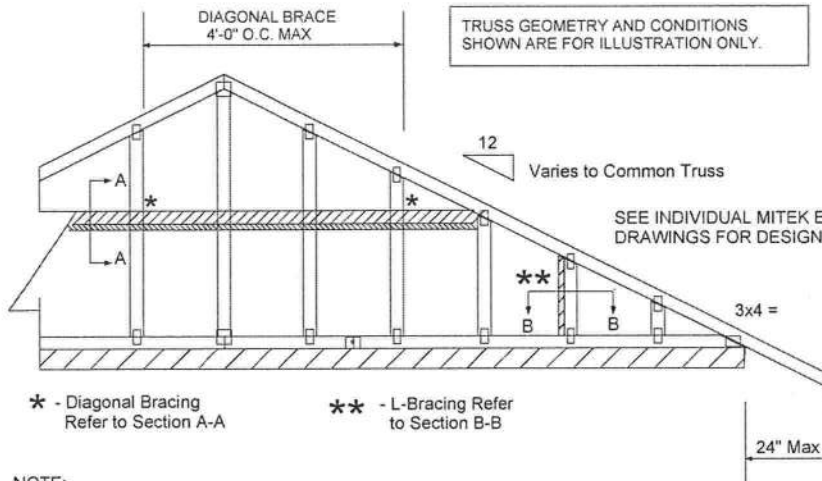 DIAGONAL BRACE
4'-0" O.C. MAX
TRUSS GEOMETRY AND CONDITIONS
SHOWN ARE FOR ILLUSTRATION ONLY.
12
Varies to Common Truss
A
*
*
A
SEE INDIVIDUAL MITEK E
DRAWINGS FOR DESIGN
**
B
B
3x4 =
* - Diagonal Bracing
Refer to Section A-A
** - L-Bracing Refer
to Section B-B
24" Max